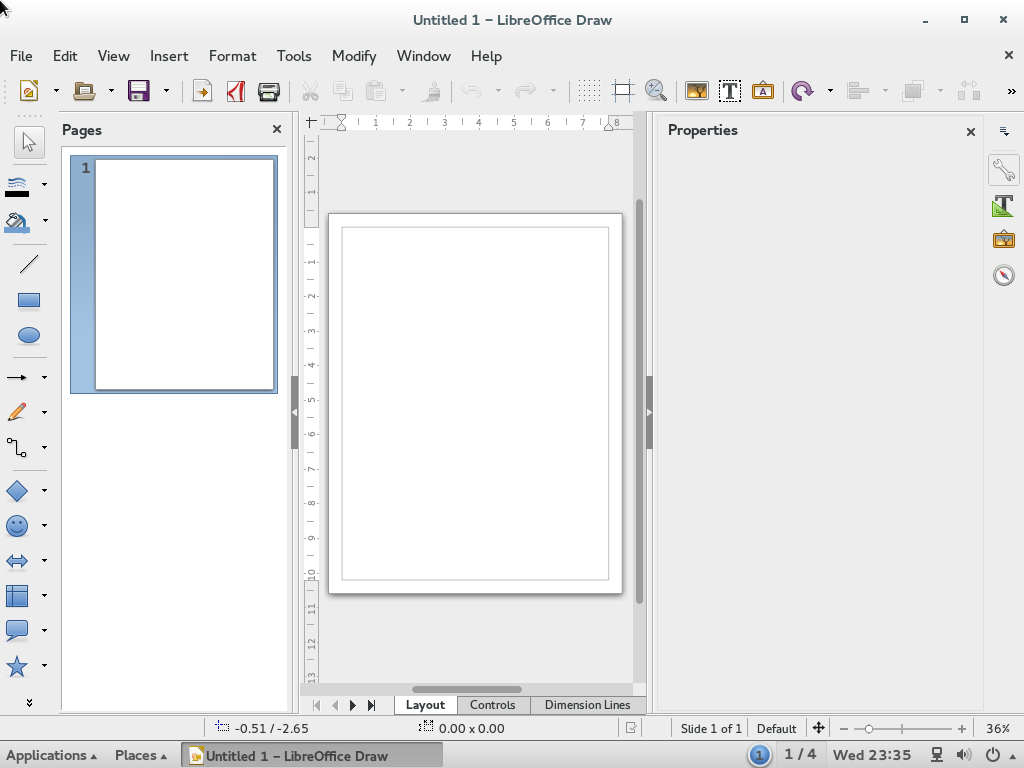 Untitled 1 – LibreOffice Draw
File Edit View Insert Format Tools Modify Window Help
Pages
Properties
1
1 2 3 4 5 6 7 8
2
1
1
2
3
4
5
6
7
8
9
10
11
12
13
Layout Controls Dimension Lines
-0.51 / -2.65 0.00 x 0.00 Slide 1 of 1 Default 36%
Applications Places Untitled 1 – LibreOffice Draw 1 1 / 4 Wed 23:35